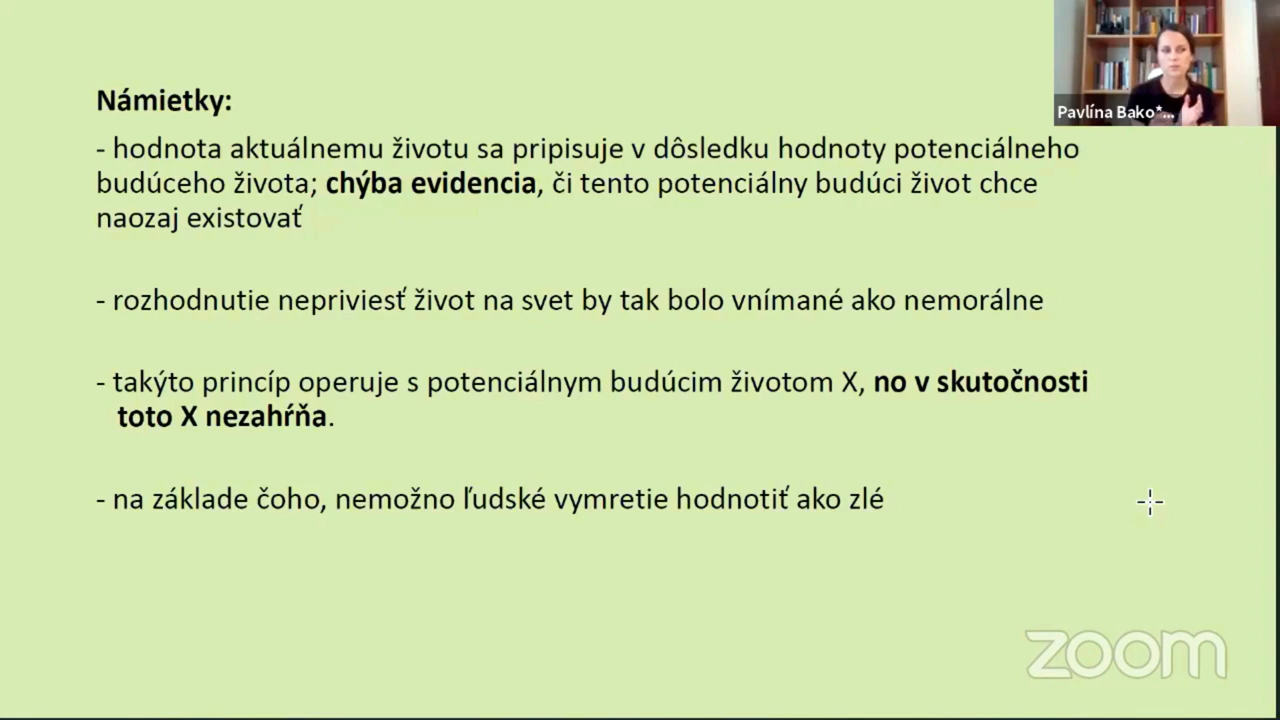 Námietky:
- hodnota aktuálnemu životu sa pripisuje v dôsledku hodnoty potenciálneho
budúceho života; chýba evidencia, či tento potenciálny budúci život chce
naozaj existovať
- rozhodnutie nepriviesť život na svet by tak bolo vnímané ako nemorálne
- takýto princíp operuje s potenciálnym budúcim životom X, no v skutočnosti
toto X nezahŕňa.
- na základe čoho, nemožno ľudské vymretie hodnotiť ako zlé
Pavlína Bako*...
zoom